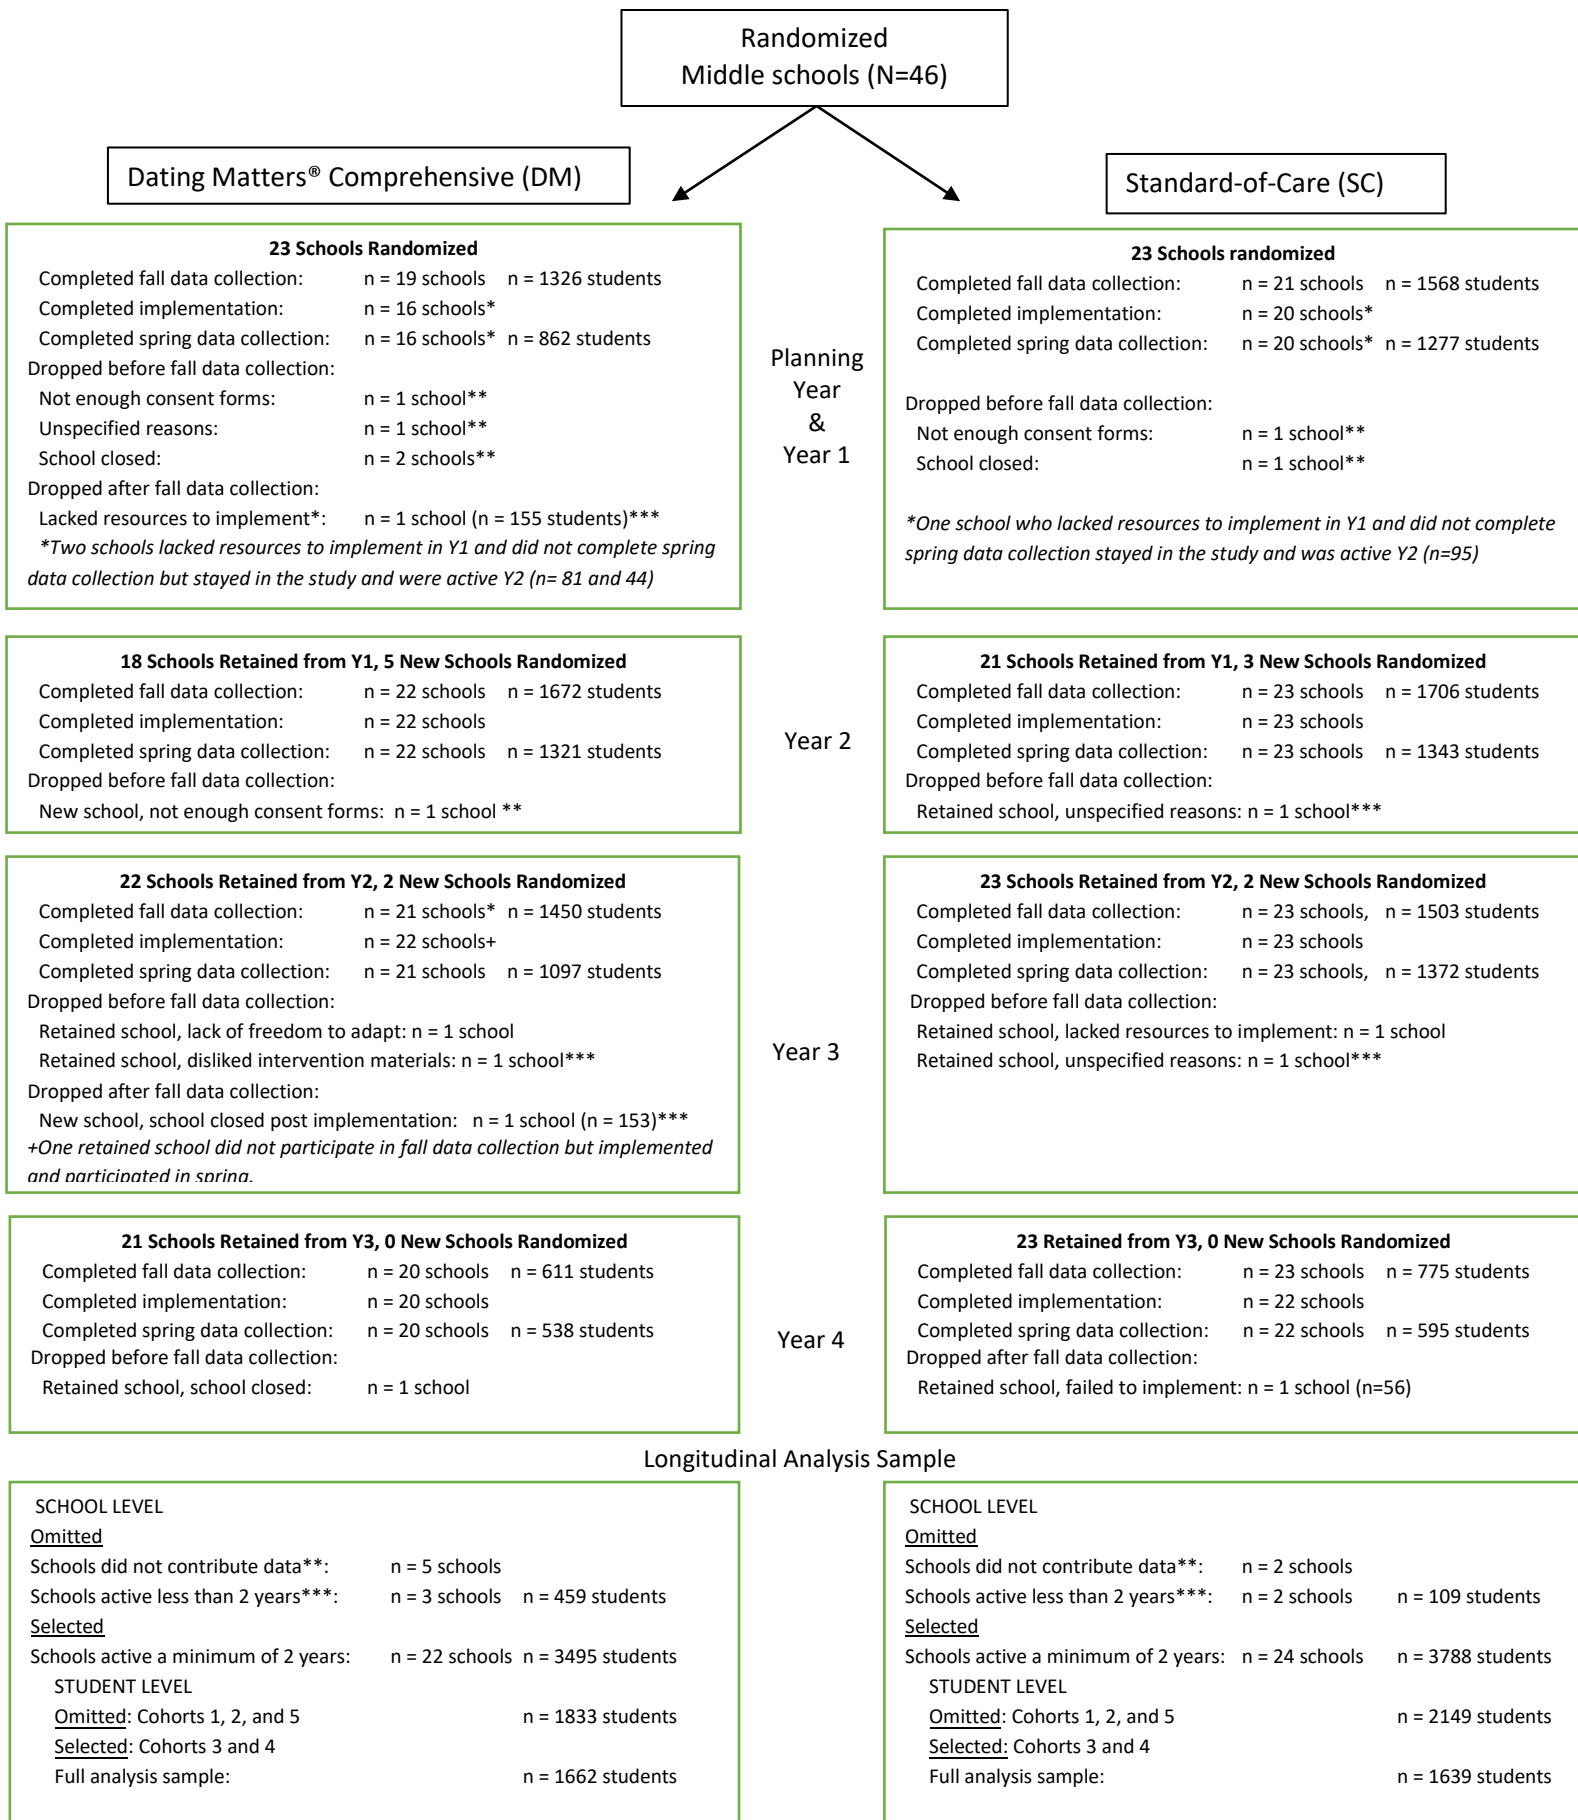 Randomized
Middle schools (N=46)
Dating Matters® Comprehensive (DM)
Standard-of-Care (SC)
23 Schools Randomized
Completed fall data collection: n = 19 schools n = 1326 students
Completed implementation: n = 16 schools*
Completed spring data collection: n = 16 schools* n = 862 students
Dropped before fall data collection:
Not enough consent forms: n = 1 school**
Unspecified reasons: n = 1 school**
School closed: n = 2 schools**
Dropped after fall data collection:
Lacked resources to implement*: n = 1 school (n = 155 students)***
*Two schools lacked resources to implement in Y1 and did not complete spring
data collection but stayed in the study and were active Y2 (n= 81 and 44)
Planning
Year
&
Year 1
23 Schools randomized
Completed fall data collection: n = 21 schools n = 1568 students
Completed implementation: n = 20 schools*
Completed spring data collection: n = 20 schools* n = 1277 students
Dropped before fall data collection:
Not enough consent forms: n = 1 school**
School closed: n = 1 school**
*One school who lacked resources to implement in Y1 and did not complete
spring data collection stayed in the study and was active Y2 (n=95)
18 Schools Retained from Y1, 5 New Schools Randomized
Completed fall data collection: n = 22 schools n = 1672 students
Completed implementation: n = 22 schools
Completed spring data collection: n = 22 schools n = 1321 students
Dropped before fall data collection:
New school, not enough consent forms: n = 1 school **
Year 2
21 Schools Retained from Y1, 3 New Schools Randomized
Completed fall data collection: n = 23 schools n = 1706 students
Completed implementation: n = 23 schools
Completed spring data collection: n = 23 schools n = 1343 students
Dropped before fall data collection:
Retained school, unspecified reasons: n = 1 school***
22 Schools Retained from Y2, 2 New Schools Randomized
Completed fall data collection: n = 21 schools* n = 1450 students
Completed implementation: n = 22 schools+
Completed spring data collection: n = 21 schools n = 1097 students
Dropped before fall data collection:
Retained school, lack of freedom to adapt: n = 1 school
Retained school, disliked intervention materials: n = 1 school***
Dropped after fall data collection:
New school, school closed post implementation: n = 1 school (n = 153)***
+One retained school did not participate in fall data collection but implemented
and participated in spring.
Year 3
23 Schools Retained from Y2, 2 New Schools Randomized
Completed fall data collection: n = 23 schools, n = 1503 students
Completed implementation: n = 23 schools
Completed spring data collection: n = 23 schools, n = 1372 students
Dropped before fall data collection:
Retained school, lacked resources to implement: n = 1 school
Retained school, unspecified reasons: n = 1 school***
21 Schools Retained from Y3, 0 New Schools Randomized
Completed fall data collection: n = 20 schools n = 611 students
Completed implementation: n = 20 schools
Completed spring data collection: n = 20 schools n = 538 students
Dropped before fall data collection:
Retained school, school closed: n = 1 school
Year 4
23 Retained from Y3, 0 New Schools Randomized
Completed fall data collection: n = 23 schools n = 775 students
Completed implementation: n = 22 schools
Completed spring data collection: n = 22 schools n = 595 students
Dropped after fall data collection:
Retained school, failed to implement: n = 1 school (n=56)
Longitudinal Analysis Sample
SCHOOL LEVEL
Omitted
Schools did not contribute data**: n = 5 schools
Schools active less than 2 years***: n = 3 schools n = 459 students
Selected
Schools active a minimum of 2 years: n = 22 schools n = 3495 students
STUDENT LEVEL
Omitted: Cohorts 1, 2, and 5 n = 1833 students
Selected: Cohorts 3 and 4
Full analysis sample: n = 1662 students
SCHOOL LEVEL
Omitted
Schools did not contribute data**: n = 2 schools
Schools active less than 2 years***: n = 2 schools n = 109 students
Selected
Schools active a minimum of 2 years: n = 24 schools n = 3788 students
STUDENT LEVEL
Omitted: Cohorts 1, 2, and 5 n = 2149 students
Selected: Cohorts 3 and 4
Full analysis sample: n = 1639 students